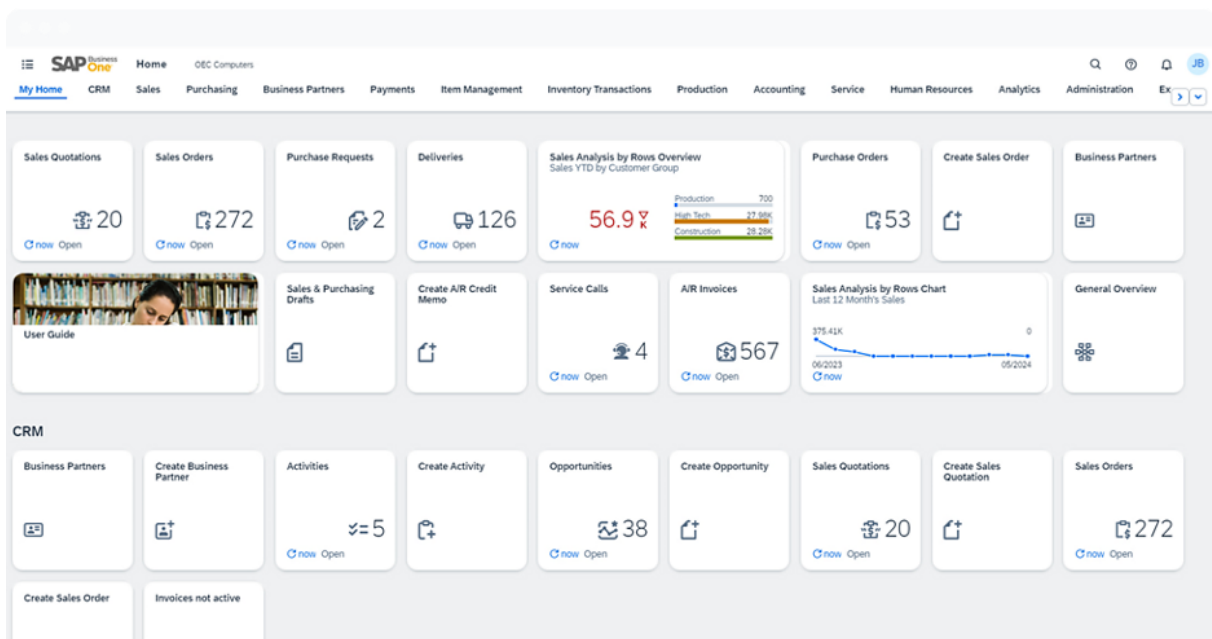 SAP Business One
Home
OEC Computers
JB
My Home
CRM
Sales
Purchasing
Business Partners
Payments
Item Management
Inventory Transactions
Production
Accounting
Service
Human Resources
Analytics
Administration
Ex
Sales Quotations
20
now Open
Sales Orders
272
now Open
Purchase Requests
2
now Open
Deliveries
126
now Open
Sales Analysis by Rows Overview
Sales YTD by Customer Group
56.9 K
Production 700
High Tech 27.98K
Construction 28.28K
now
Purchase Orders
53
now Open
Create Sales Order
Business Partners
User Guide
Sales & Purchasing
Drafts
Create A/R Credit
Memo
Service Calls
4
now Open
A/R Invoices
567
now Open
Sales Analysis by Rows Chart
Last 12 Month's Sales
375.41K 0
06/2023 05/2024
now
General Overview
CRM
Business Partners
Create Business
Partner
Activities
5
now Open
Create Activity
Opportunities
38
now Open
Create Opportunity
Sales Quotations
20
now Open
Create Sales
Quotation
Sales Orders
272
now Open
Create Sales Order
Invoices not active